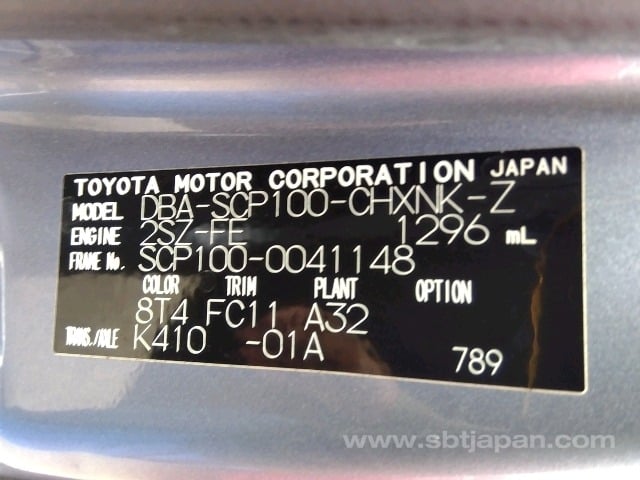 TOYOTA MOTOR CORPORATION JAPAN
MODEL DBA-SCP100-CHXNK-Z
ENGINE 2SZ-FE 1296 mL
FRAME No. SCP100-0041148
COLOR TRIM PLANT OPTION
8T4 FC11 A32
TRANS./AXLE K410 -01A
789
www.sbtjapan.com